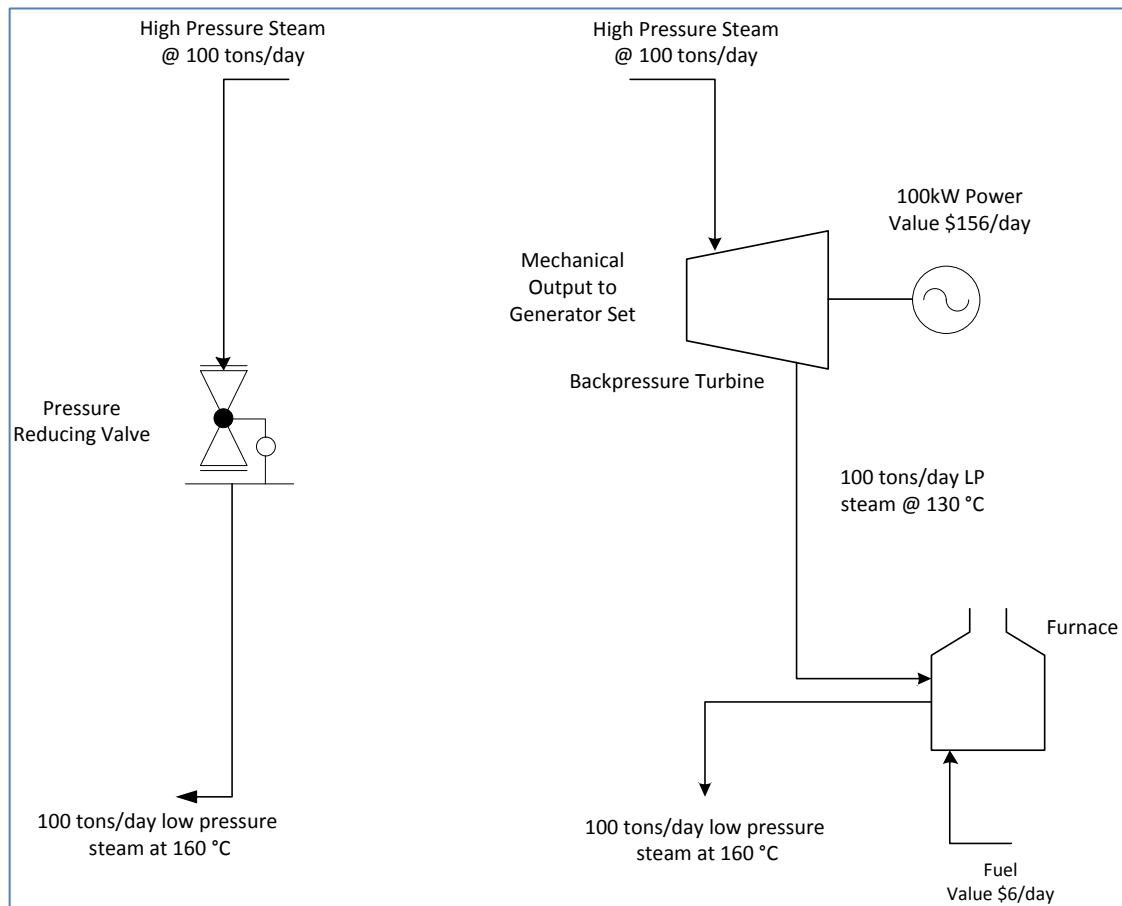 High Pressure Steam
@ 100 tons/day
Pressure
Reducing Valve
100 tons/day low pressure
steam at 160 °C
High Pressure Steam
@ 100 tons/day
100kW Power
Value $156/day
Mechanical
Output to
Generator Set
Backpressure Turbine
100 tons/day LP
steam @ 130 °C
Furnace
100 tons/day low pressure
steam at 160 °C
Fuel
Value $6/day